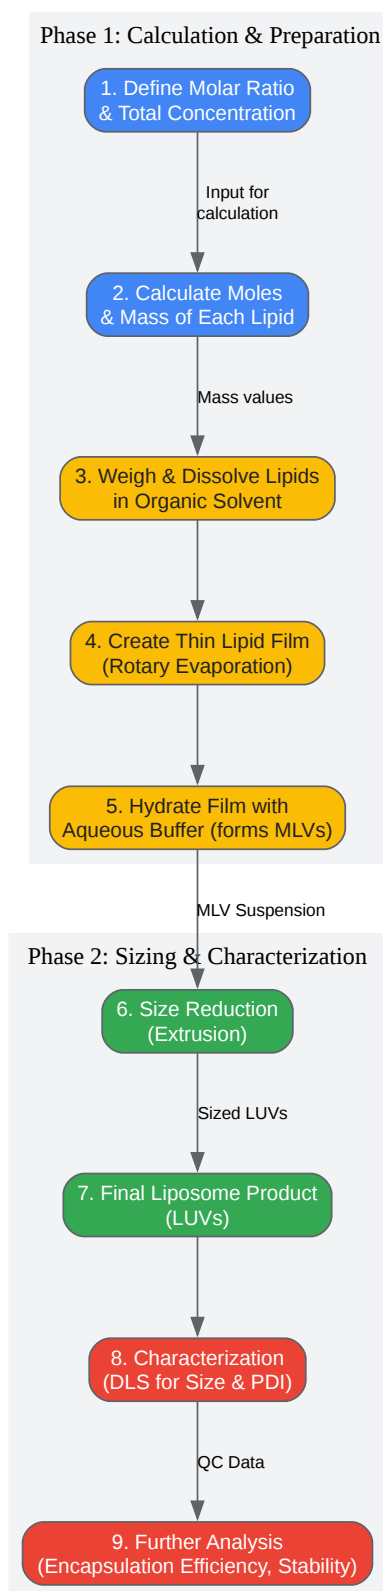 Phase 1: Calculation & Preparation
1. Define Molar Ratio
& Total Concentration
Input for
calculation
2. Calculate Moles
& Mass of Each Lipid
Mass values
3. Weigh & Dissolve Lipids
in Organic Solvent
4. Create Thin Lipid Film
(Rotary Evaporation)
5. Hydrate Film with
Aqueous Buffer (forms MLVs)
MLV Suspension
Phase 2: Sizing & Characterization
6. Size Reduction
(Extrusion)
Sized LUVs
7. Final Liposome Product
(LUVs)
8. Characterization
(DLS for Size & PDI)
QC Data
9. Further Analysis
(Encapsulation Efficiency, Stability)